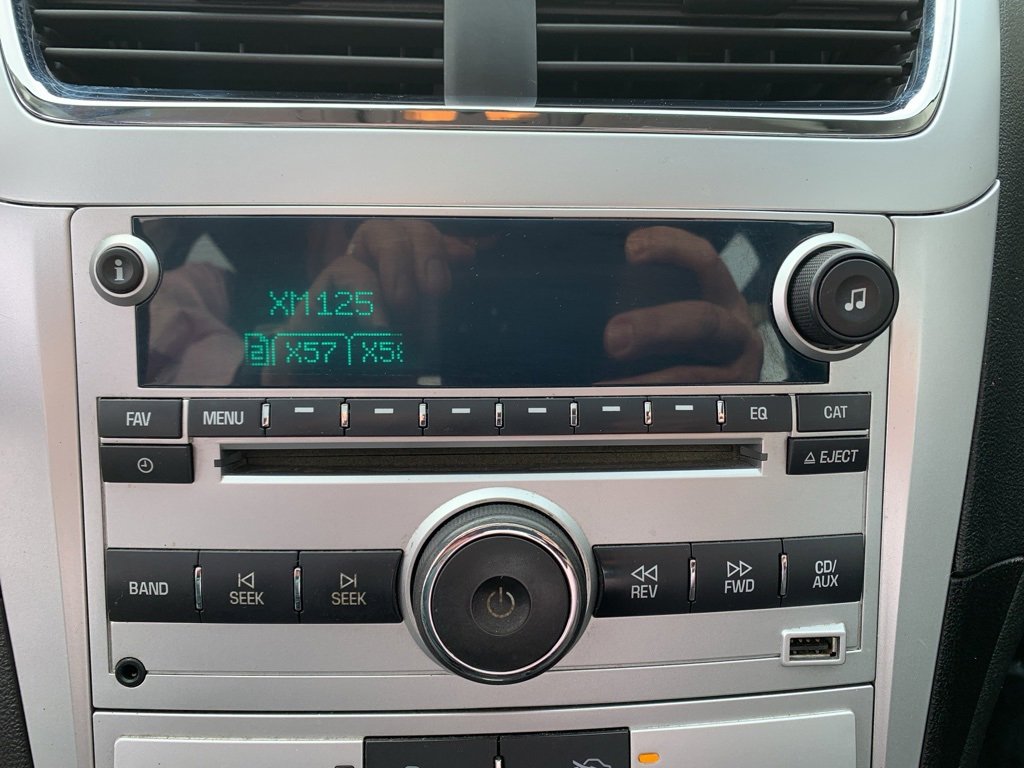 i
XM125
2 X57 X5
FAV MENU EQ CAT
EJECT
BAND SEEK SEEK REV FWD CD/
AUX